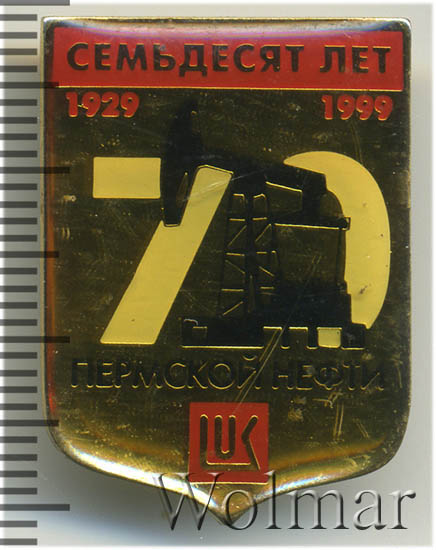 СЕМЬДЕСЯТ ЛЕТ
1929 1999
70
ПЕРМСКОЙ НЕФТИ
LUK
Wolmar